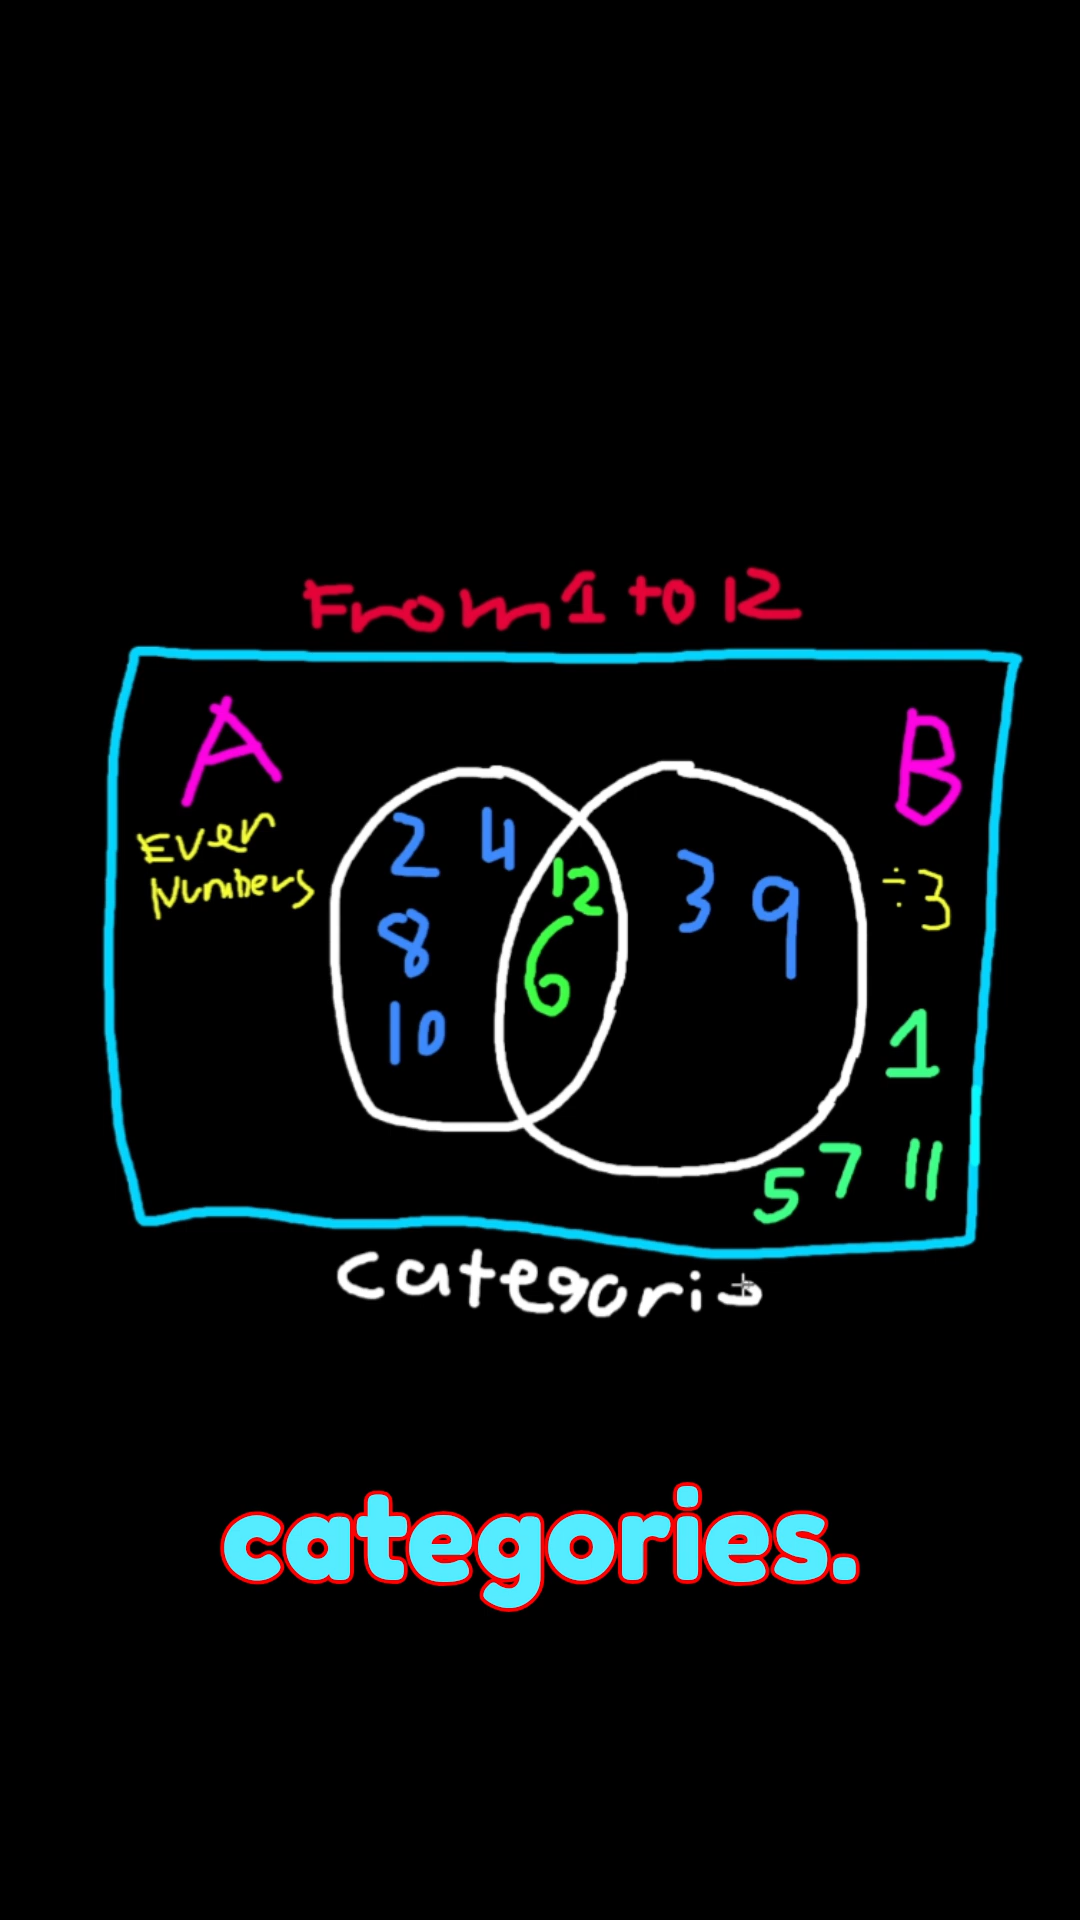 From 1 to 12
A
B
Even
Numbers
2 4
12
3 9
÷3
8
6
10
1
5 7 11
categori
categories.